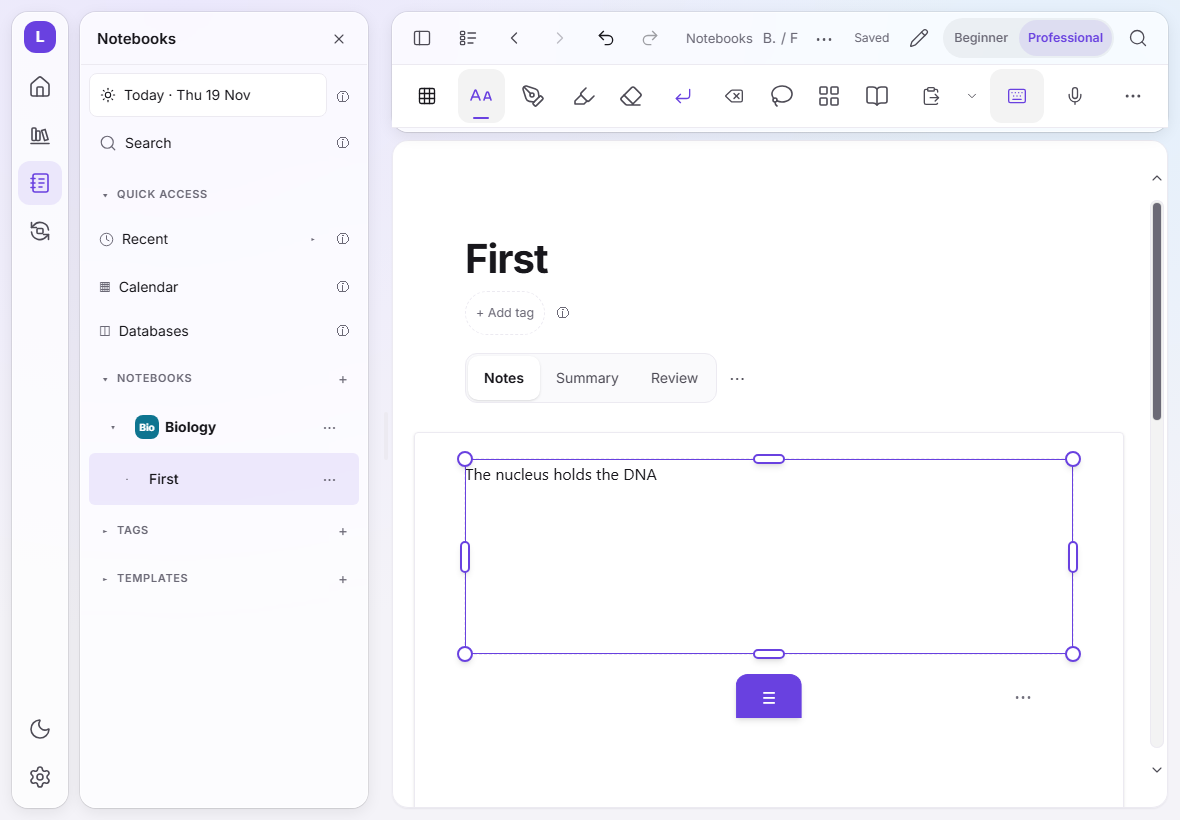 L
Notebooks
Today · Thu 19 Nov
Search
QUICK ACCESS
Recent
Calendar
Databases
NOTEBOOKS
Bio Biology
First
TAGS
TEMPLATES
Notebooks B. / F
Saved
Beginner Professional
AA
First
+ Add tag
Notes Summary Review
The nucleus holds the DNA